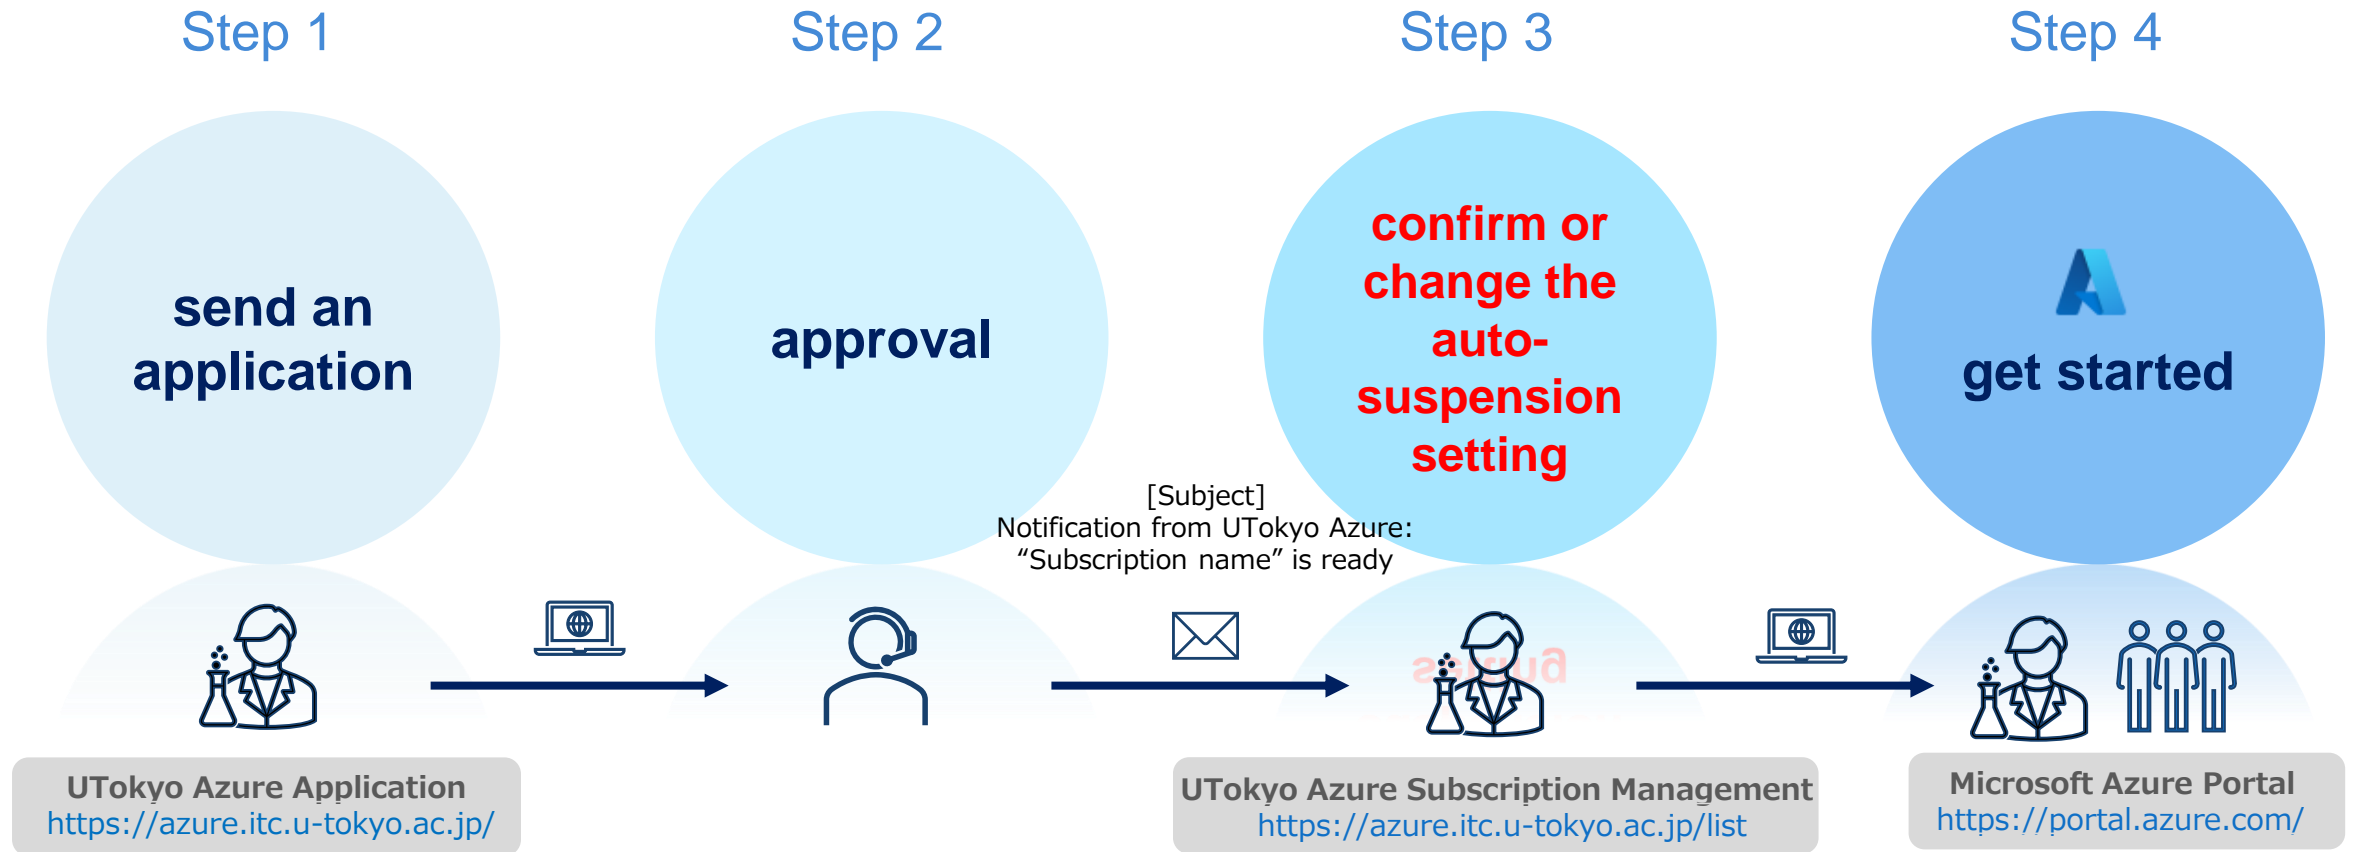 Step 1
Step 2
Step 3
Step 4
send an
application
approval
confirm or
change the
auto-
suspension
setting
get started
[Subject]
Notification from UTokyo Azure:
“Subscription name” is ready
UTokyo Azure Application
https://azure.itc.u-tokyo.ac.jp/
UTokyo Azure Subscription Management
https://azure.itc.u-tokyo.ac.jp/list
Microsoft Azure Portal
https://portal.azure.com/